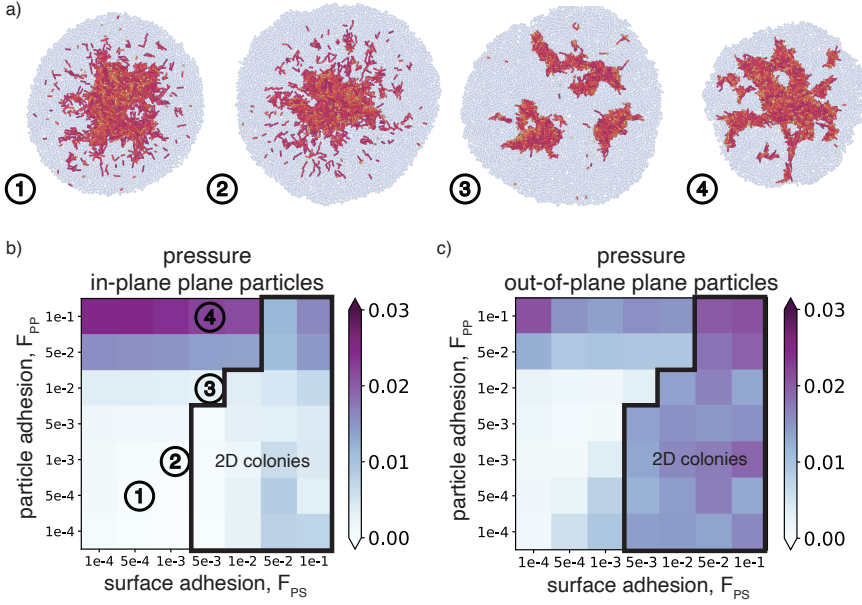 a)
1
2
3
4
b)
pressure
in-plane plane particles
particle adhesion, F_PP
1e-1
5e-2
1e-2
5e-3
1e-3
5e-4
1e-4
4
3
2
1
2D colonies
1e-4 5e-4 1e-3 5e-3 1e-2 5e-2 1e-1
surface adhesion, F_PS
0.03
0.02
0.01
0.00
c)
pressure
out-of-plane plane particles
particle adhesion, F_PP
1e-1
5e-2
1e-2
5e-3
1e-3
5e-4
1e-4
2D colonies
1e-4 5e-4 1e-3 5e-3 1e-2 5e-2 1e-1
surface adhesion, F_PS
0.03
0.02
0.01
0.00